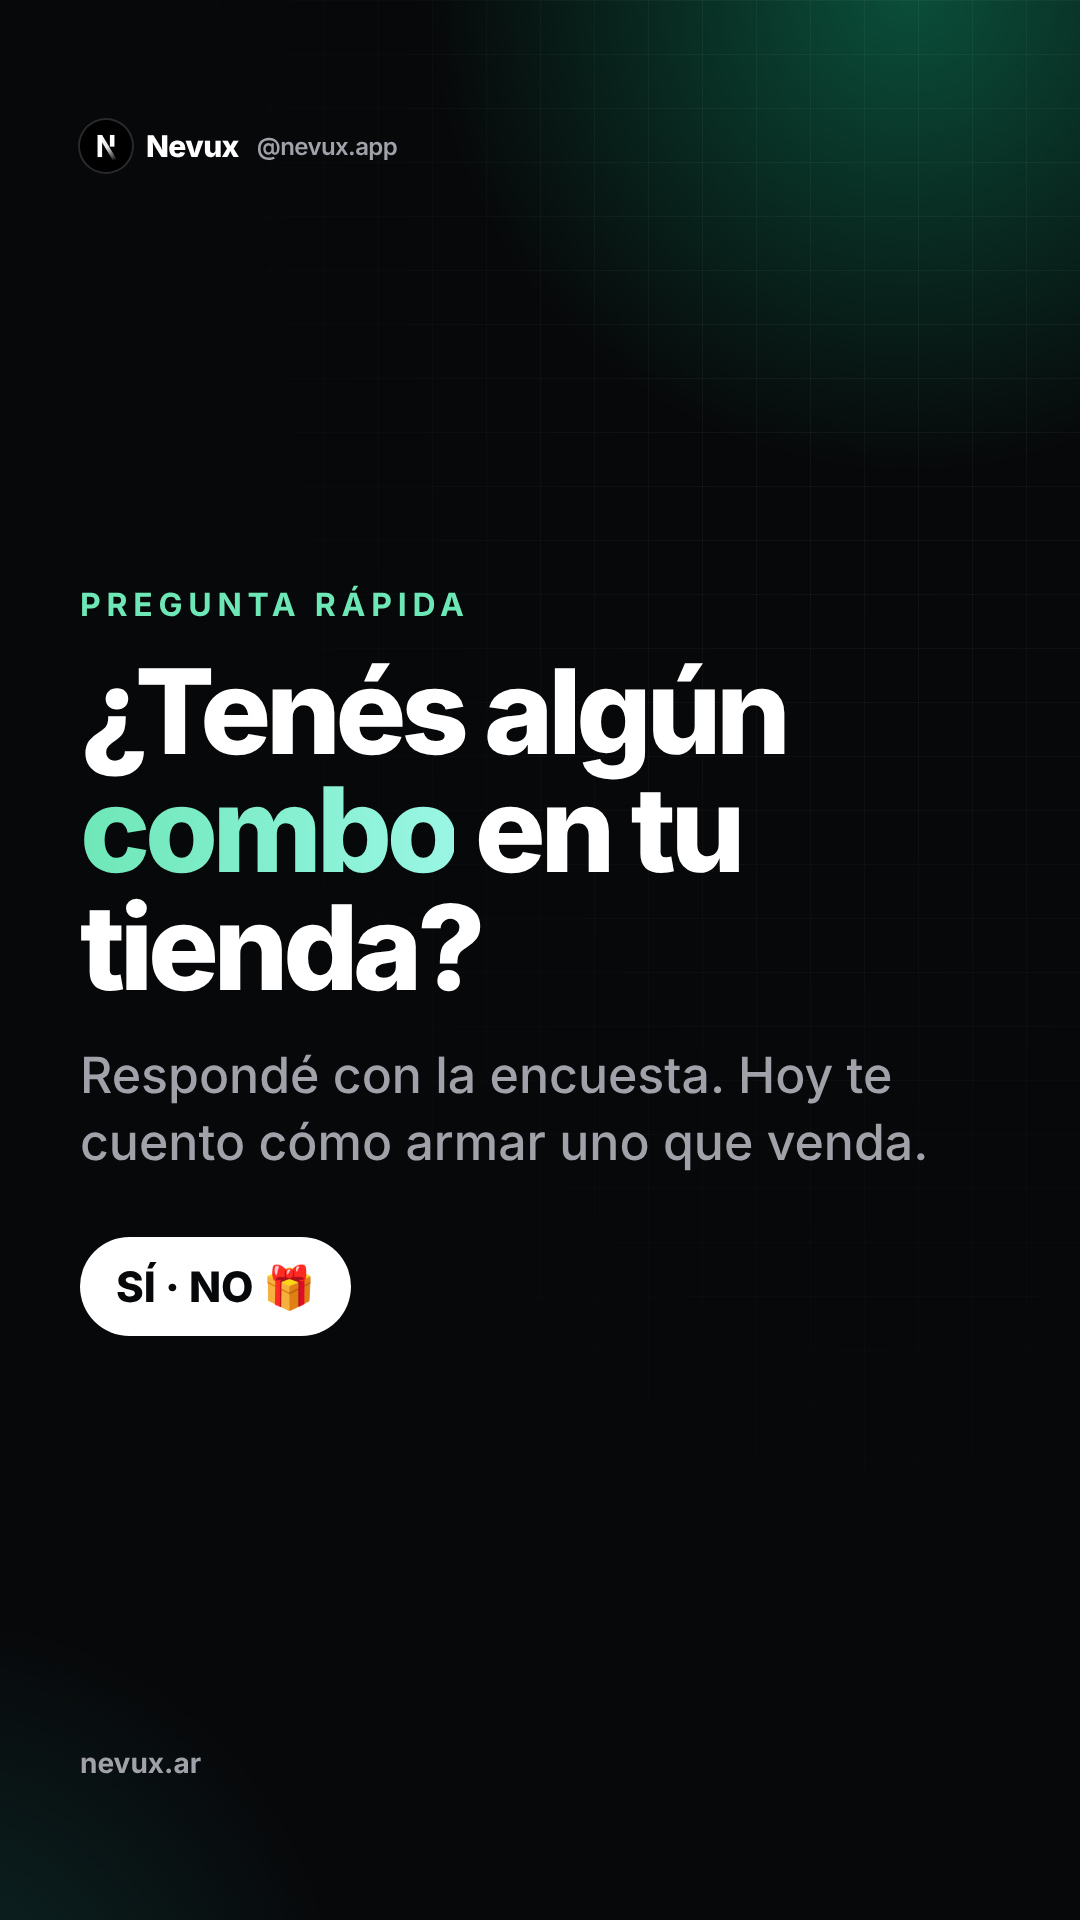 N Nevux @nevux.app
PREGUNTA RÁPIDA
¿Tenés algún
combo en tu
tienda?
Respondé con la encuesta. Hoy te
cuento cómo armar uno que venda.
SÍ · NO 🎁
nevux.ar